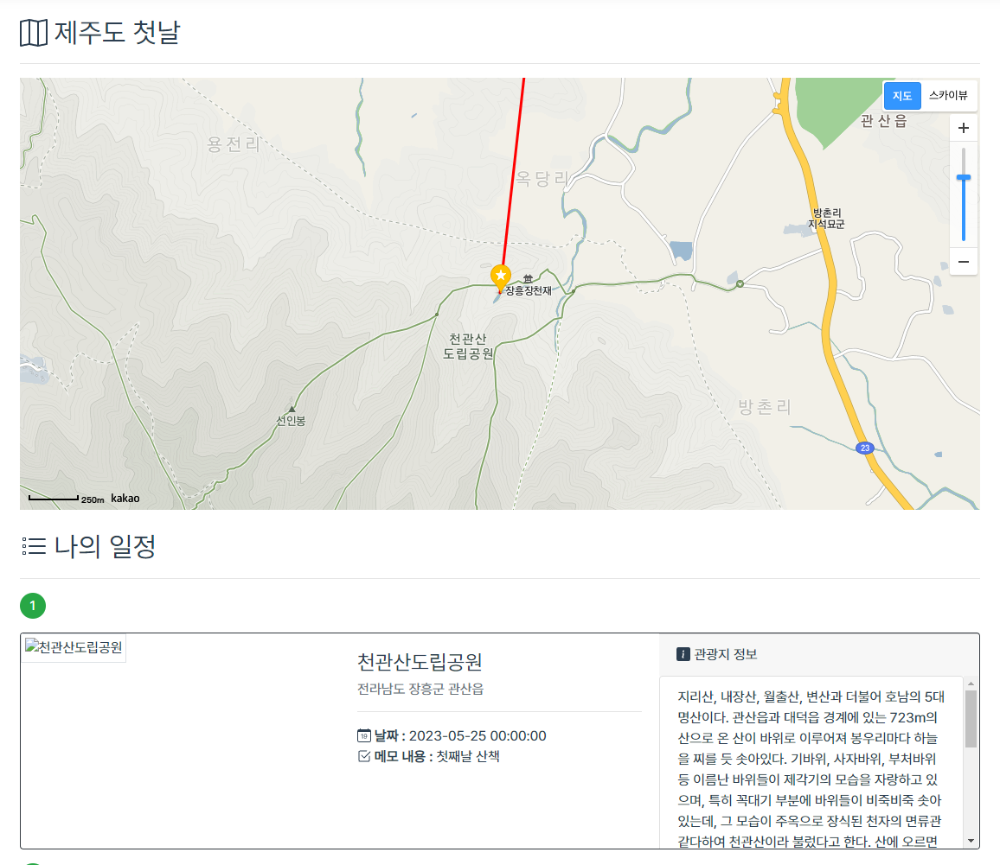 제주도 첫날
지도 스카이뷰
관산읍
용전리
옥당리
방촌리
지석묘군
장흥장천재
천관산
도립공원
방촌리
선인봉
23
250m kakao
나의 일정
1
천관산도립공원
천관산도립공원
전라남도 장흥군 관산읍
19 날짜 : 2023-05-25 00:00:00
메모 내용 : 첫째날 산책
관광지 정보
지리산, 내장산, 월출산, 변산과 더불어 호남의 5대
명산이다. 관산읍과 대덕읍 경계에 있는 723m의
산으로 온 산이 바위로 이루어져 봉우리마다 하늘
을 찌를 듯 솟아있다. 기바위, 사자바위, 부처바위
등 이름난 바위들이 제각기의 모습을 자랑하고 있
으며, 특히 꼭대기 부분에 바위들이 비죽비죽 솟아
있는데, 그 모습이 주옥으로 장식된 천자의 면류관
같다하여 천관산이라 불렀다고 한다. 산에 오르면